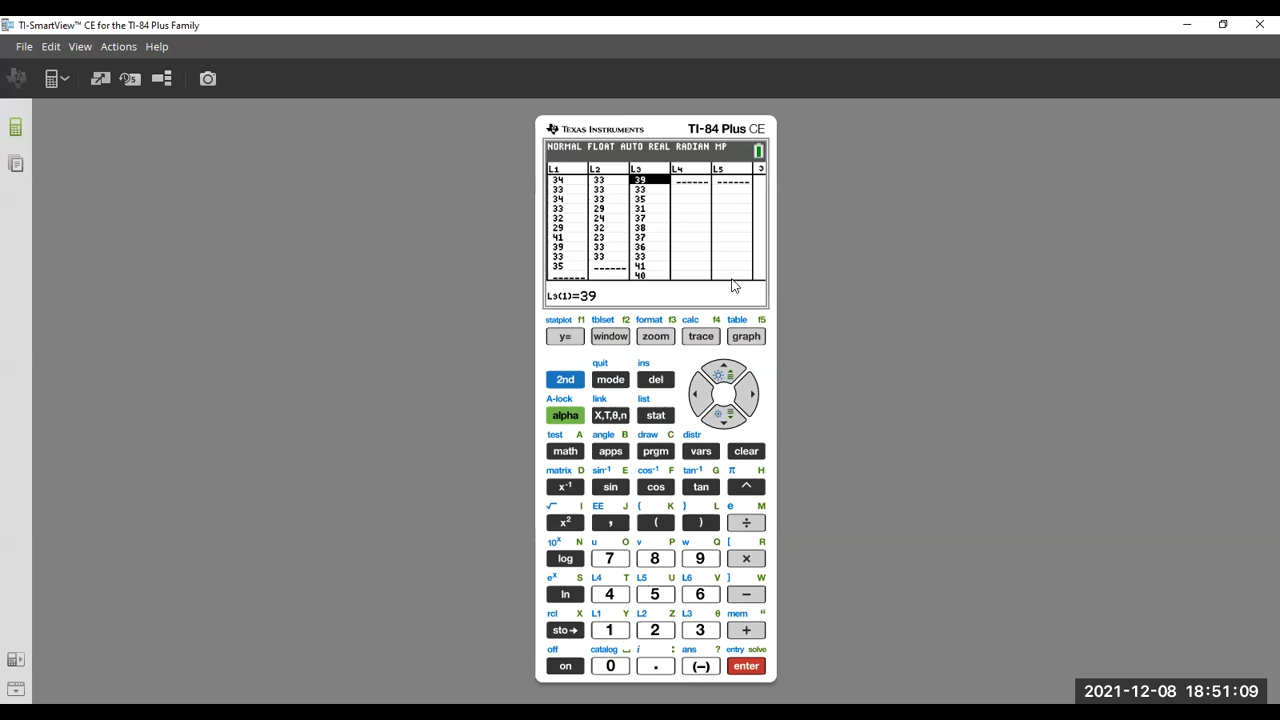 TI-SmartView™ CE for the TI-84 Plus Family
File Edit View Actions Help
TEXAS INSTRUMENTS TI-84 Plus CE
NORMAL FLOAT AUTO REAL RADIAN MP
L1 L2 L3 L4 L5 3
34 33 39 ------ ------
33 33 33
34 33 35
33 29 31
32 24 37
29 32 38
41 23 37
39 33 36
33 33 33
35 ------ 41
------ 40
L3(1)=39
statplot f1 tblset f2 format f3 calc f4 table f5
y= window zoom trace graph
quit ins
2nd mode del
A-lock link list
alpha X,T,θ,n stat
test A angle B draw C distr
math apps prgm vars clear
matrix D sin-1 E cos-1 F tan-1 G π H
x-1 sin cos tan ^
√ I EE J { K } L e M
x2 , ( ) ÷
10x N u O v P w Q [ R
log 7 8 9 ×
ex S L4 T L5 U L6 V ] W
ln 4 5 6 −
rcl X L1 Y L2 Z L3 θ mem “
sto→ 1 2 3 +
off catalog ⎵ i : ans ? entry solve
on 0 . (−) enter
2021-12-08 18:51:09